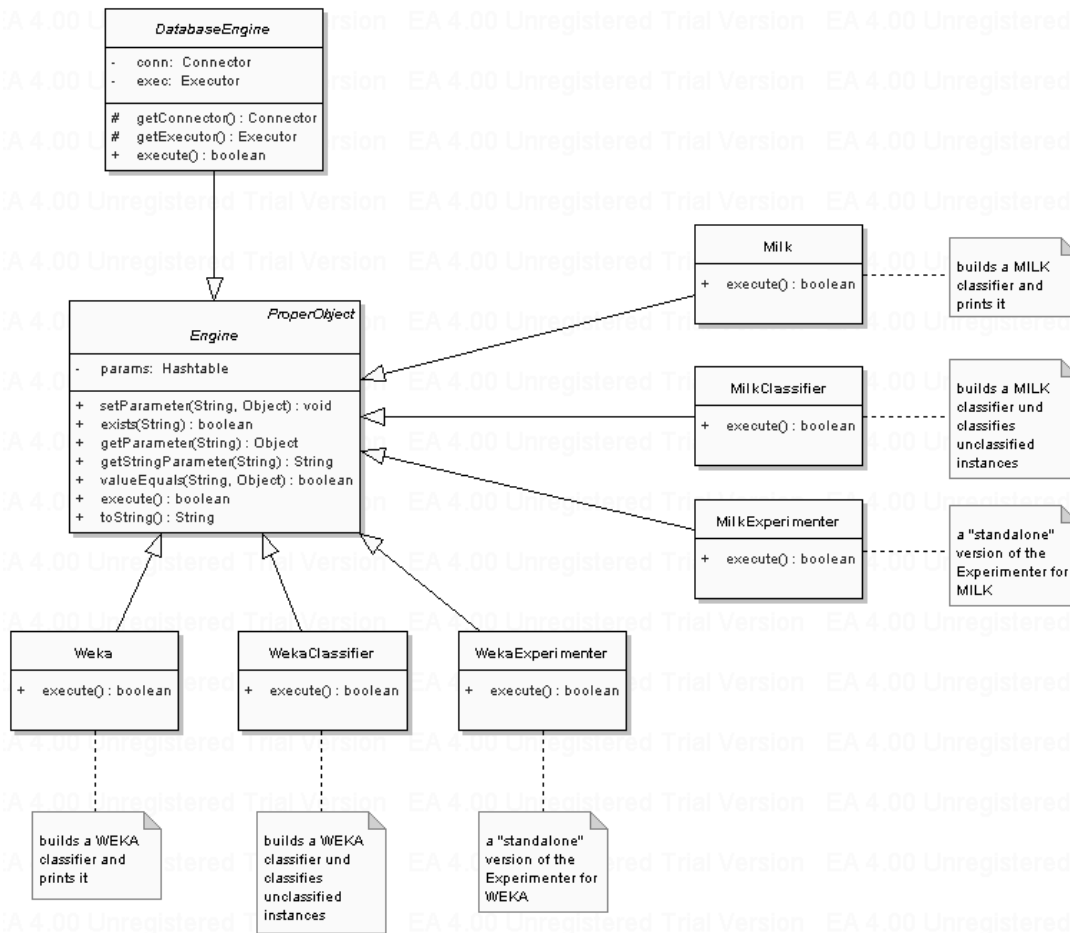 DatabaseEngine
- conn: Connector
- exec: Executor
# getConnector() : Connector
# getExecutor() : Executor
+ execute() : boolean
ProperObject
Engine
- params: Hashtable
+ setParameter(String, Object) : void
+ exists(String) : boolean
+ getParameter(String) : Object
+ getStringParameter(String) : String
+ valueEquals(String, Object) : boolean
+ execute() : boolean
+ toString() : String
Milk
+ execute() : boolean
builds a MILK
classifier and
prints it
MilkClassifier
+ execute() : boolean
builds a MILK
classifier und
classifies
unclassified
instances
MilkExperimenter
+ execute() : boolean
a "standalone"
version of the
Experimenter for
MILK
Weka
+ execute() : boolean
WekaClassifier
+ execute() : boolean
WekaExperimenter
+ execute() : boolean
builds a WEKA
classifier and
prints it
builds a WEKA
classifier und
classifies
unclassified
instances
a "standalone"
version of the
Experimenter for
WEKA
EA 4.00 Unregistered Trial Version